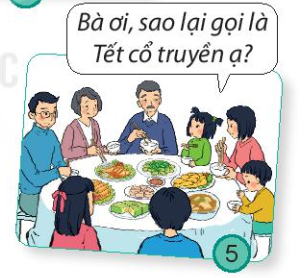 Bà ơi, sao lại gọi là
Tết cổ truyền ạ?
5